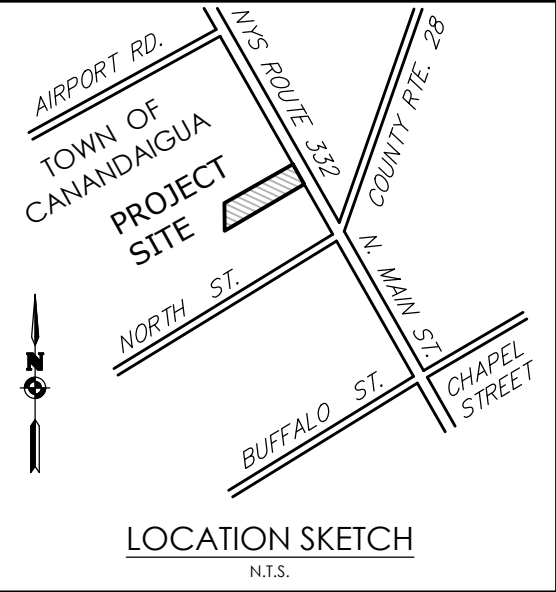 AIRPORT RD.
NYS ROUTE 332
COUNTY RTE. 28
TOWN OF
CANANDAIGUA
PROJECT
SITE
NORTH ST.
N. MAIN ST.
N
BUFFALO ST.
CHAPEL
STREET
LOCATION SKETCH
N.T.S.